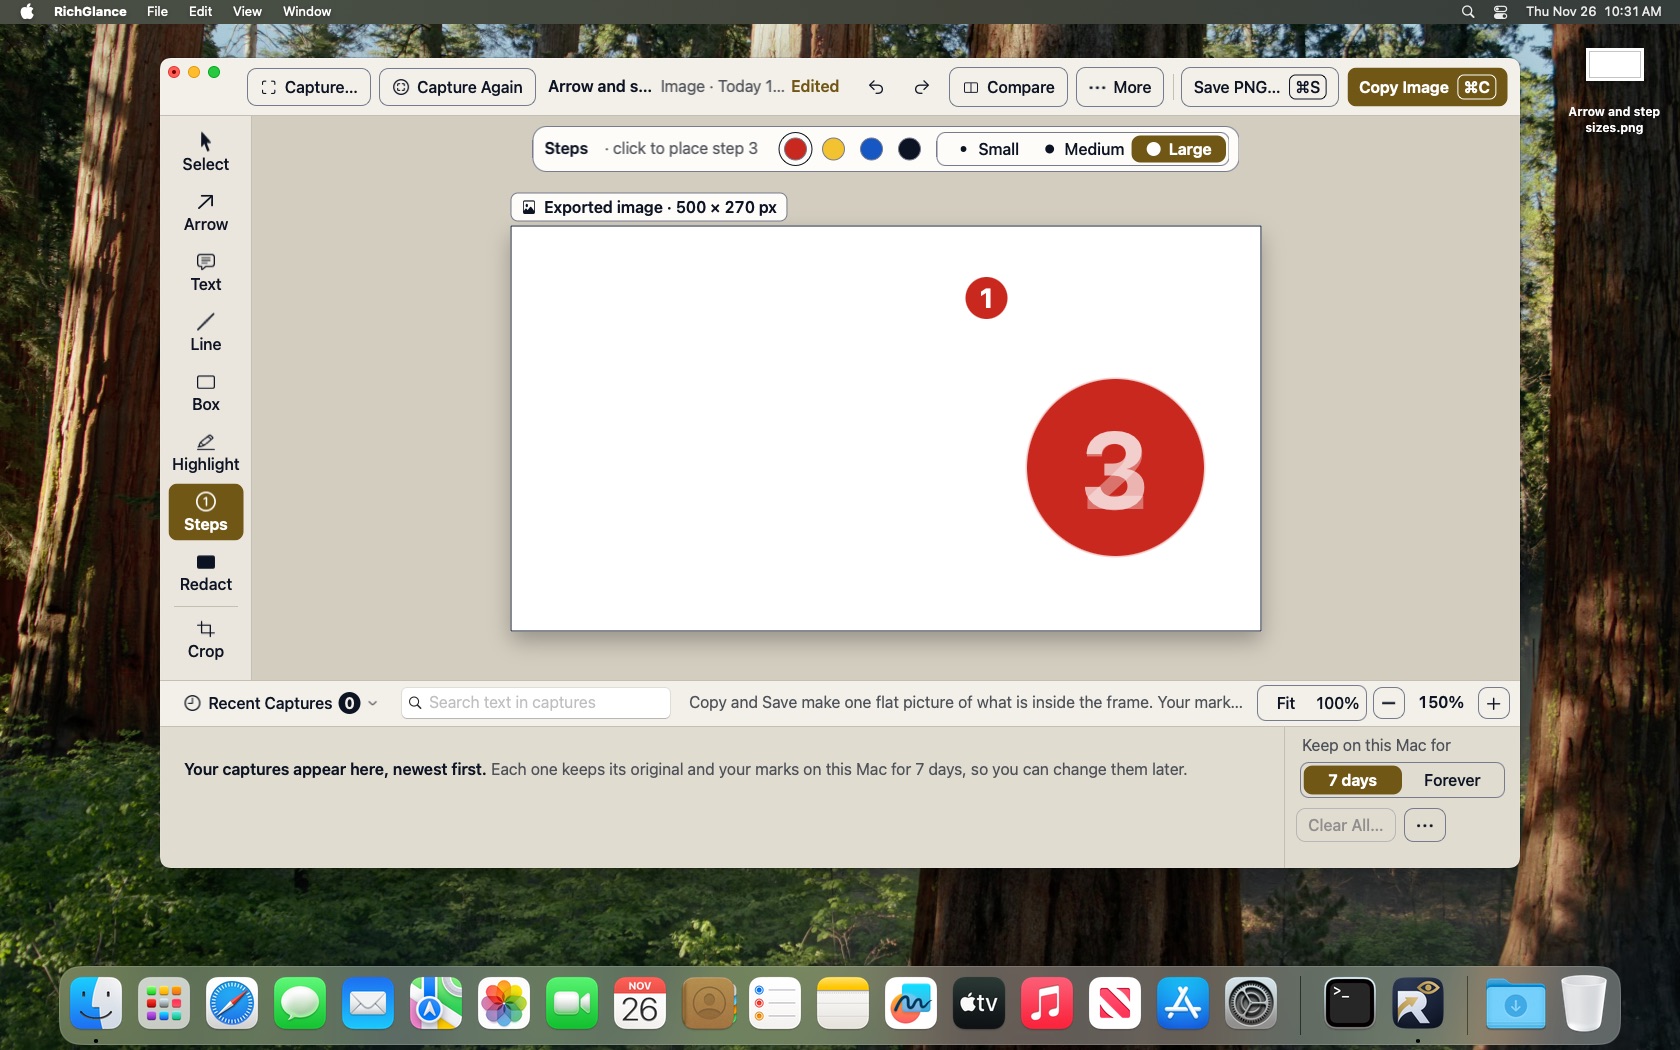 RichGlance File Edit View Window
Thu Nov 26 10:31 AM
Capture...
Capture Again
Arrow and s...
Image · Today 1...
Edited
Compare
··· More
Save PNG... ⌘S
Copy Image ⌘C
Arrow and step
sizes.png
Select
Arrow
Text
Line
Box
Highlight
1
Steps
Redact
Crop
Steps · click to place step 3
Small
Medium
Large
Exported image · 500 × 270 px
1
3
Recent Captures 0
Search text in captures
Copy and Save make one flat picture of what is inside the frame. Your mark...
Fit 100%
150%
Your captures appear here, newest first. Each one keeps its original and your marks on this Mac for 7 days, so you can change them later.
Keep on this Mac for
7 days Forever
Clear All... ···
NOV
26
tv
>_